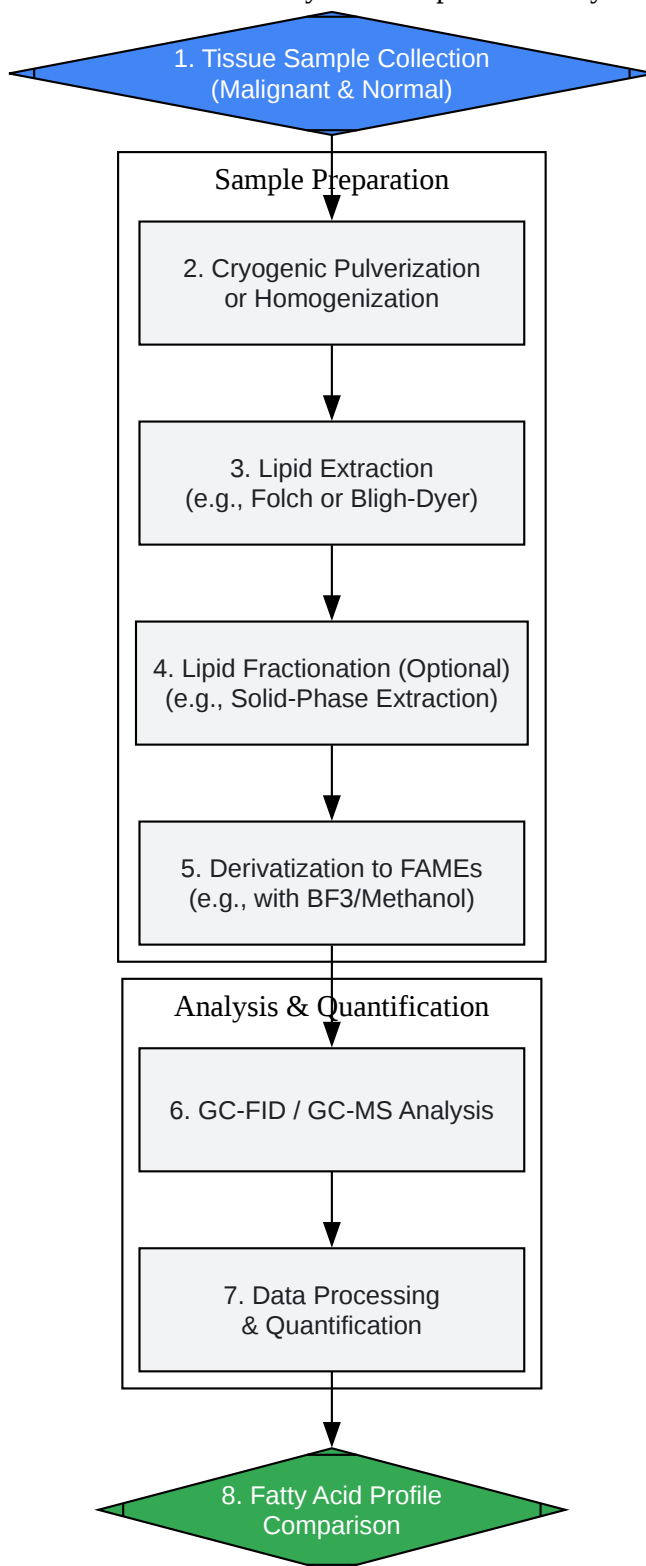 1. Tissue Sample Collection
(Malignant & Normal)
Sample Preparation
2. Cryogenic Pulverization
or Homogenization
3. Lipid Extraction
(e.g., Folch or Bligh-Dyer)
4. Lipid Fractionation (Optional)
(e.g., Solid-Phase Extraction)
5. Derivatization to FAMEs
(e.g., with BF3/Methanol)
Analysis & Quantification
6. GC-FID / GC-MS Analysis
7. Data Processing
& Quantification
8. Fatty Acid Profile
Comparison